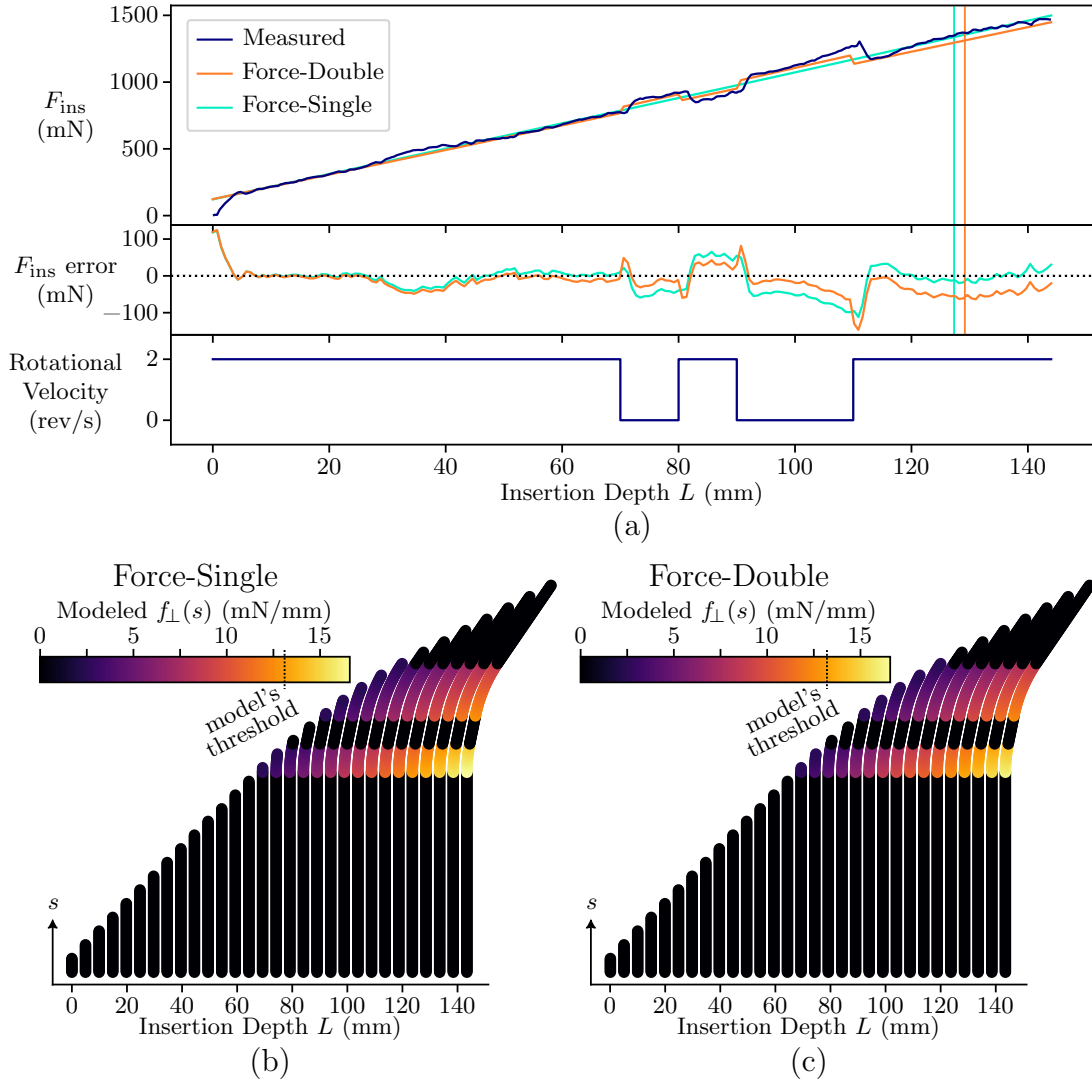 1500
1000
500
0
F_ins
(mN)
Measured
Force-Double
Force-Single
100
0
−100
F_ins error
(mN)
2
0
Rotational
Velocity
(rev/s)
0 20 40 60 80 100 120 140
Insertion Depth L (mm)
(a)
Force-Single
Modeled f⊥(s) (mN/mm)
0 5 10 15
model's
threshold
s
0 20 40 60 80 100 120 140
Insertion Depth L (mm)
(b)
Force-Double
Modeled f⊥(s) (mN/mm)
0 5 10 15
model's
threshold
s
0 20 40 60 80 100 120 140
Insertion Depth L (mm)
(c)